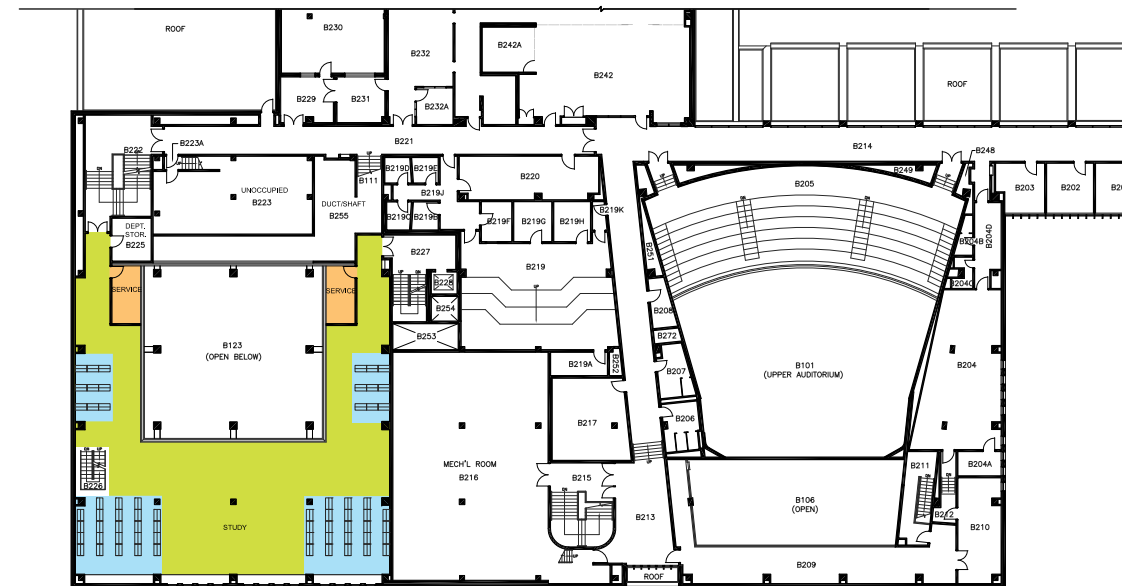 ROOF
B230
B232
B242A
B242
ROOF
B229
B231
B232A
B221
B222
B223A
B214
B248
UP
B111
B219D
B219E
B220
B205
B249
B203
B202
UNOCCUPIED
B223
DUCT/SHAFT
B255
B219J
B219C
B219B
B219F
B219G
B219H
B219K
DEPT.
STOR.
B225
B227
B219
B251
B204B
B204D
SERVICE
SERVICE
B228
B254
B208
B204C
B123
(OPEN BELOW)
B253
B272
B219A
B252
B207
B101
(UPPER AUDITORIUM)
B204
B217
B206
MECH'L ROOM
B216
B215
B211
B204A
B226
STUDY
B213
B106
(OPEN)
B212
B210
B209
ROOF